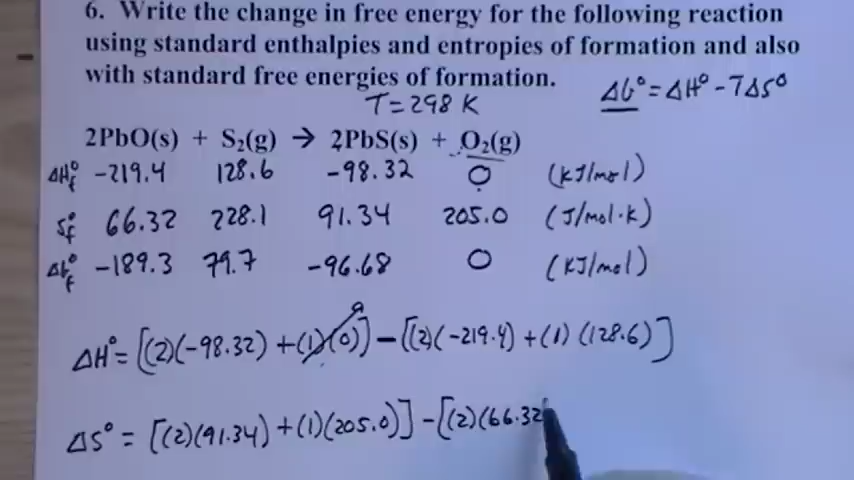 6. Write the change in free energy for the following reaction
using standard enthalpies and entropies of formation and also
with standard free energies of formation.
T=298 K
ΔG°=ΔH°-TΔS°
2PbO(s) + S₂(g) → 2PbS(s) + O₂(g)
ΔH°f -219.4 128.6 -98.32 0 (kJ/mol)
S°f 66.32 228.1 91.34 205.0 (J/mol·K)
ΔG°f -189.3 79.7 -96.68 0 (KJ/mol)
0
ΔH°= [(2)(-98.32) +(1)(0)] - [(2)(-219.4) +(1)(128.6)]
ΔS° = [(2)(91.34) +(1)(205.0)] - [(2)(66.32